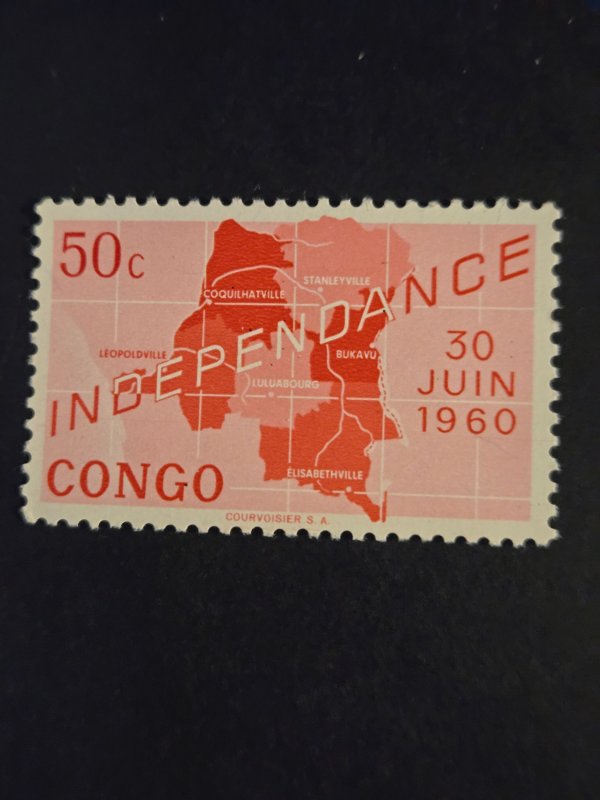 50c
INDEPENDANCE
STANLEYVILLE
COQUILHATVILLE
LEOPOLDVILLE
BUKAVU
30
JUIN
1960
LULUABOURG
ELISABETHVILLE
CONGO
COURVOISIER S. A.